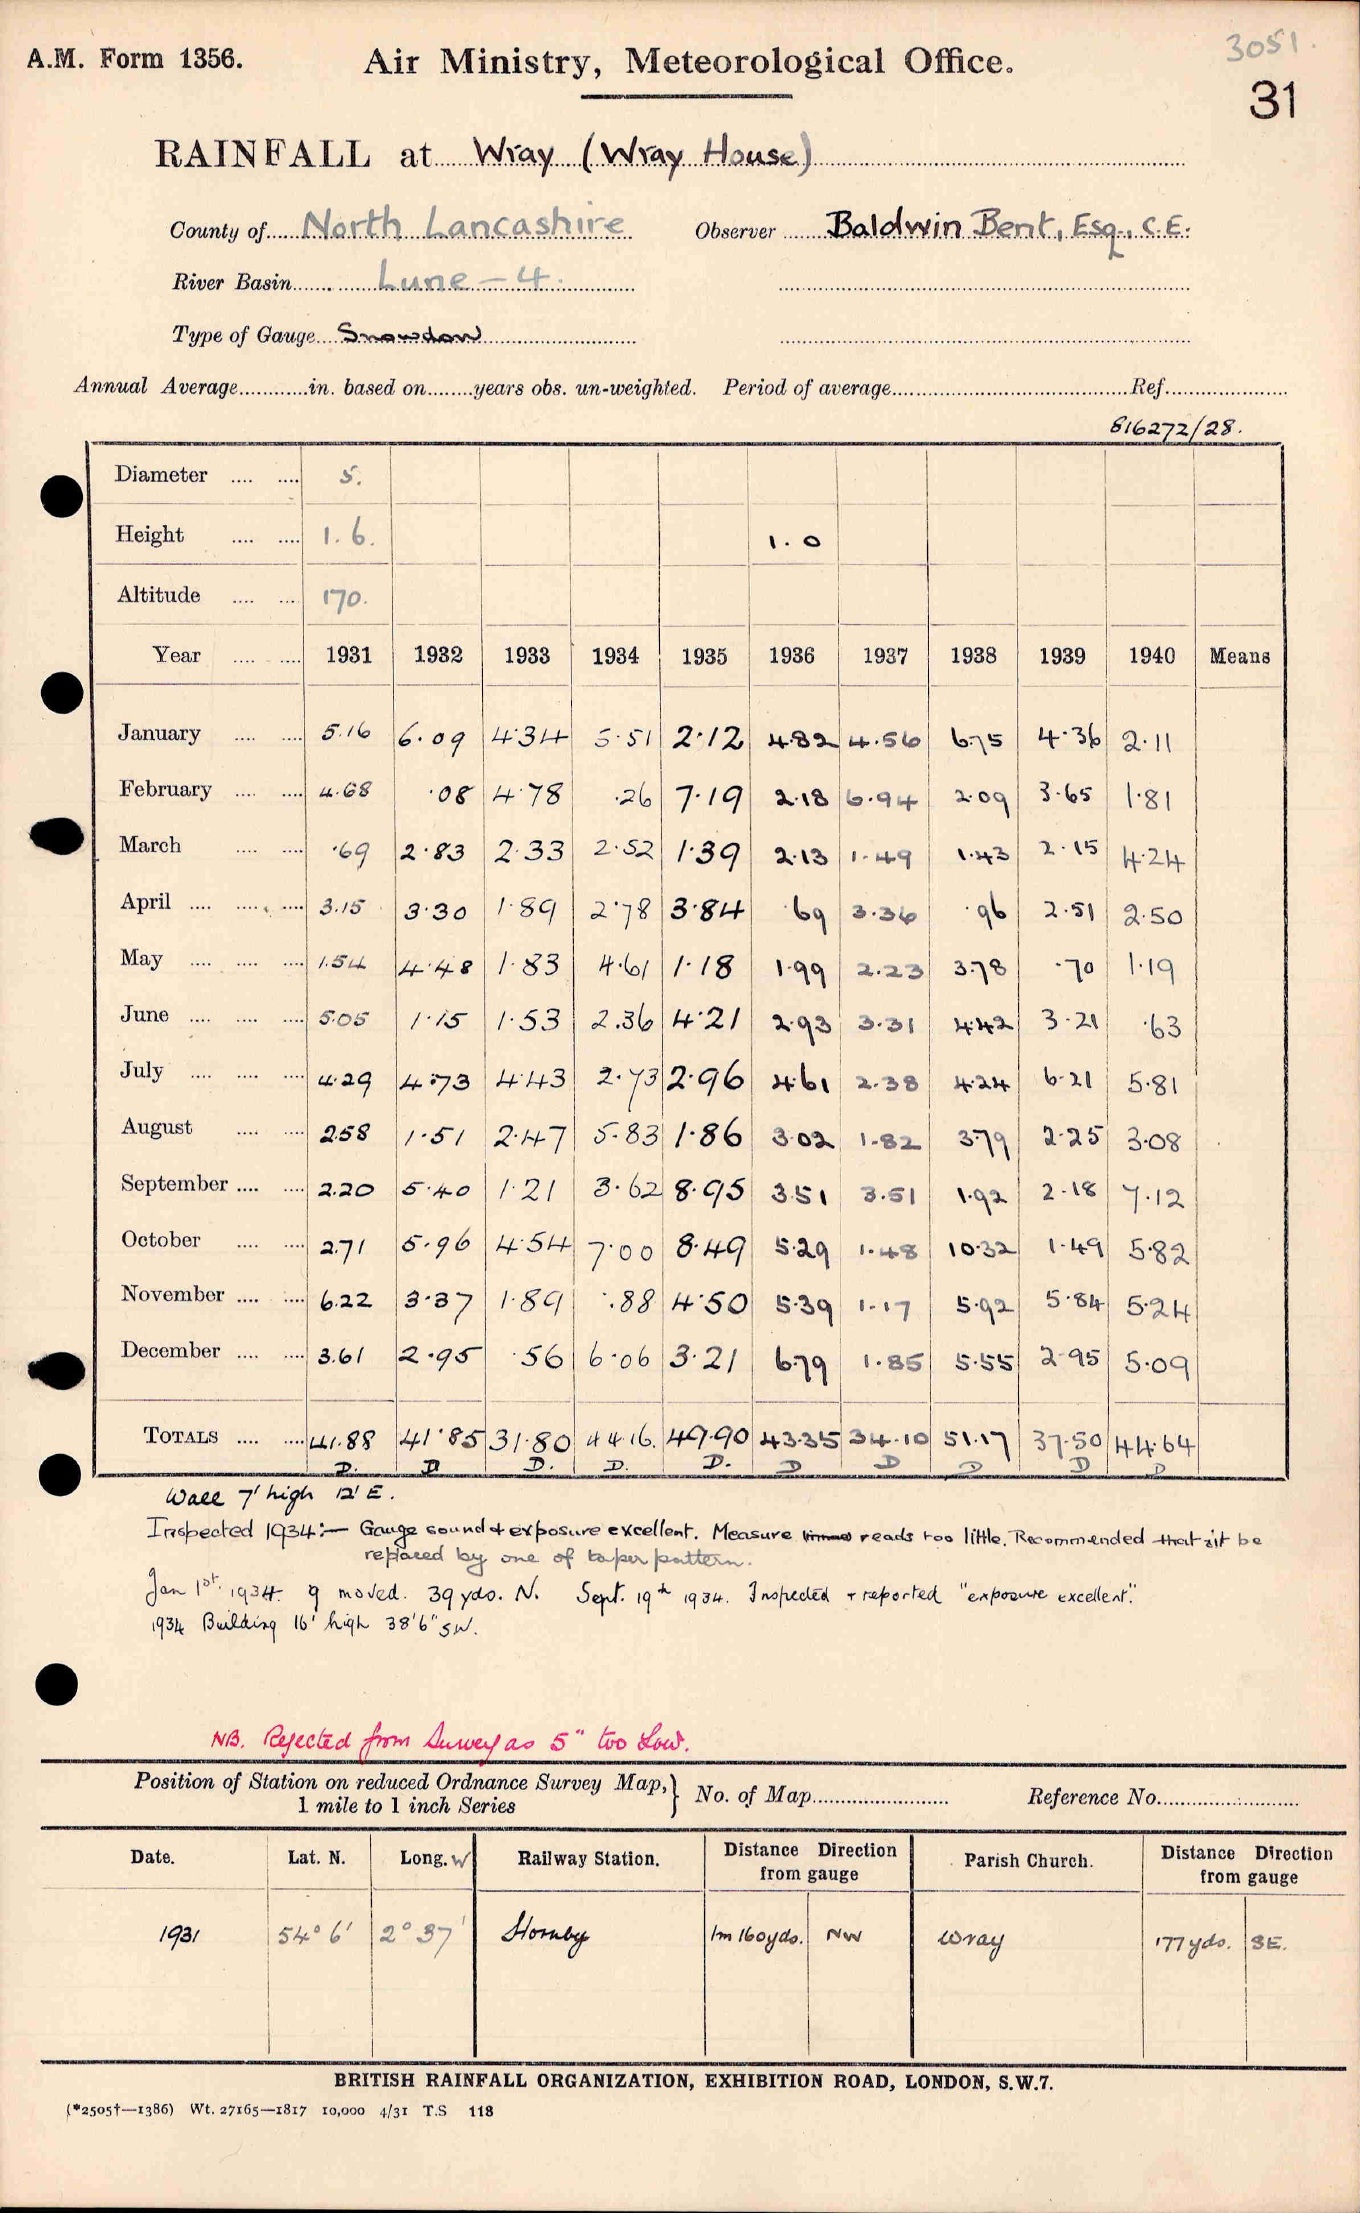 3051.
A.M. Form 1356. Air Ministry, Meteorological Office.
31
RAINFALL at Wray (Wray House)
County of North Lancashire Observer Baldwin Bent, Esq., C.E.
River Basin Lune – 4.
Type of Gauge Snowdon
Annual Average............in. based on........years obs. un-weighted. Period of average............Ref............
816272/28.
Diameter .... .... 5.
Height .... .... 1. 6. 1. 0
Altitude .... .... 170.
Year .... .... 1931 1932 1933 1934 1935 1936 1937 1938 1939 1940 Means
January .... .... 5.16 6.09 4.34 5.51 2.12 4.82 4.56 6.75 4.36 2.11
February .... .... 4.68 .08 4.78 .26 7.19 2.18 6.94 2.09 3.65 1.81
March .... .... .69 2.83 2.33 2.52 1.39 2.13 1.49 1.43 2.15 4.24
April .... .... .... 3.15 3.30 1.89 2.78 3.84 .69 3.36 .96 2.51 2.50
May .... .... .... 1.54 4.48 1.83 4.61 1.18 1.99 2.23 3.78 .70 1.19
June .... .... .... 5.05 1.15 1.53 2.36 4.21 2.93 3.31 4.42 3.21 .63
July .... .... .... 4.29 4.73 4.43 2.73 2.96 4.61 2.38 4.24 6.21 5.81
August .... .... 2.58 1.51 2.47 5.83 1.86 3.02 1.82 3.79 2.25 3.08
September .... .... 2.20 5.40 1.21 3.62 8.95 3.51 3.51 1.92 2.18 7.12
October .... .... 2.71 5.96 4.54 7.00 8.49 5.29 1.48 10.32 1.49 5.82
November .... .... 6.22 3.37 1.89 .88 4.50 5.39 1.17 5.92 5.84 5.24
December .... .... 3.61 2.95 .56 6.06 3.21 6.79 1.85 5.55 2.95 5.09
TOTALS .... .... 41.88 41.85 31.80 44.16. 49.90 43.35 34.10 51.17 37.50 44.64
D. D D. D. D. D D D D D
Wall 7' high 12' E.
Inspected 1934:— Gauge sound & exposure excellent. Measure reads too little. Recommended that it be
replaced by one of taper pattern.
Jan 1st. 1934. g moved. 39 yds. N. Sept. 19th 1934. Inspected & reported "exposure excellent".
1934 Building 16' high 38'6" SW.
NB. Rejected from Survey as 5" too Low.
Position of Station on reduced Ordnance Survey Map, } No. of Map............ Reference No............
1 mile to 1 inch Series
Date. Lat. N. Long. W Railway Station. Distance Direction from gauge Parish Church. Distance Direction from gauge
1931 54° 6' 2° 37' Hornby 1m 160yds. NW Wray 177 yds. SE.
BRITISH RAINFALL ORGANIZATION, EXHIBITION ROAD, LONDON, S.W.7.
(*2505†—1386) Wt. 27165—1817 10,000 4/31 T.S 118